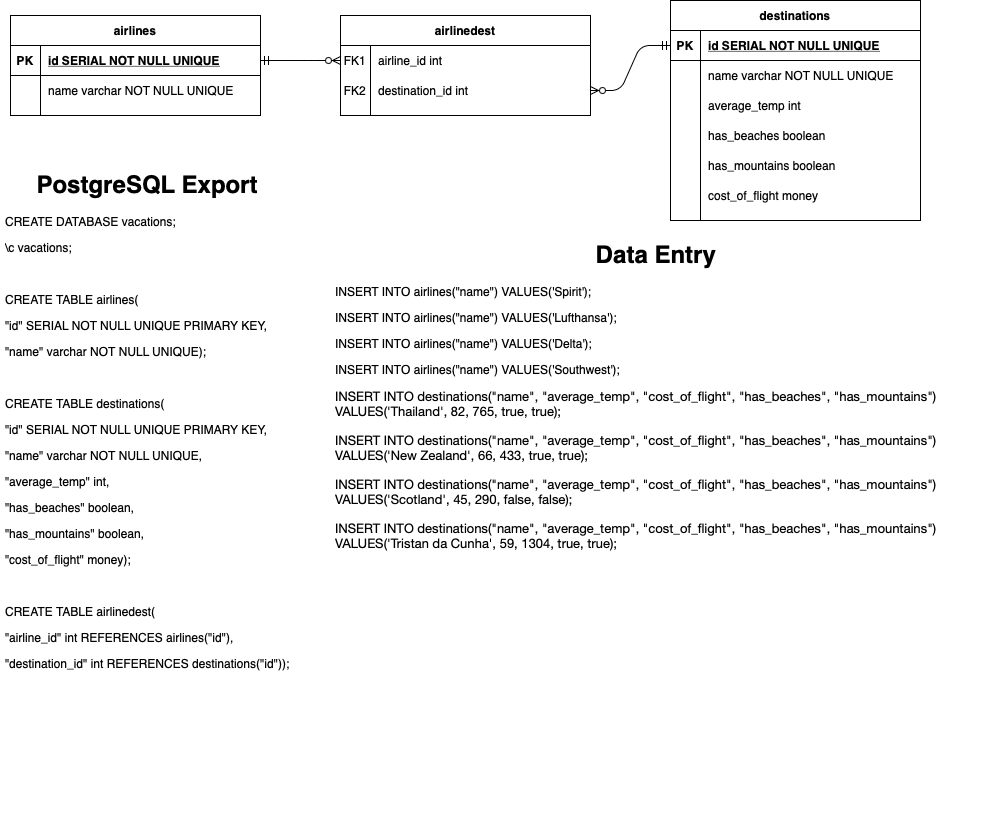 airlines
PK id SERIAL NOT NULL UNIQUE
name varchar NOT NULL UNIQUE
airlinedest
FK1 airline_id int
FK2 destination_id int
destinations
PK id SERIAL NOT NULL UNIQUE
name varchar NOT NULL UNIQUE
average_temp int
has_beaches boolean
has_mountains boolean
cost_of_flight money
PostgreSQL Export
CREATE DATABASE vacations;
\c vacations;
CREATE TABLE airlines(
"id" SERIAL NOT NULL UNIQUE PRIMARY KEY,
"name" varchar NOT NULL UNIQUE);
CREATE TABLE destinations(
"id" SERIAL NOT NULL UNIQUE PRIMARY KEY,
"name" varchar NOT NULL UNIQUE,
"average_temp" int,
"has_beaches" boolean,
"has_mountains" boolean,
"cost_of_flight" money);
CREATE TABLE airlinedest(
"airline_id" int REFERENCES airlines("id"),
"destination_id" int REFERENCES destinations("id"));
Data Entry
INSERT INTO airlines("name") VALUES('Spirit');
INSERT INTO airlines("name") VALUES('Lufthansa');
INSERT INTO airlines("name") VALUES('Delta');
INSERT INTO airlines("name") VALUES('Southwest');
INSERT INTO destinations("name", "average_temp", "cost_of_flight", "has_beaches", "has_mountains")
VALUES('Thailand', 82, 765, true, true);
INSERT INTO destinations("name", "average_temp", "cost_of_flight", "has_beaches", "has_mountains")
VALUES('New Zealand', 66, 433, true, true);
INSERT INTO destinations("name", "average_temp", "cost_of_flight", "has_beaches", "has_mountains")
VALUES('Scotland', 45, 290, false, false);
INSERT INTO destinations("name", "average_temp", "cost_of_flight", "has_beaches", "has_mountains")
VALUES('Tristan da Cunha', 59, 1304, true, true);